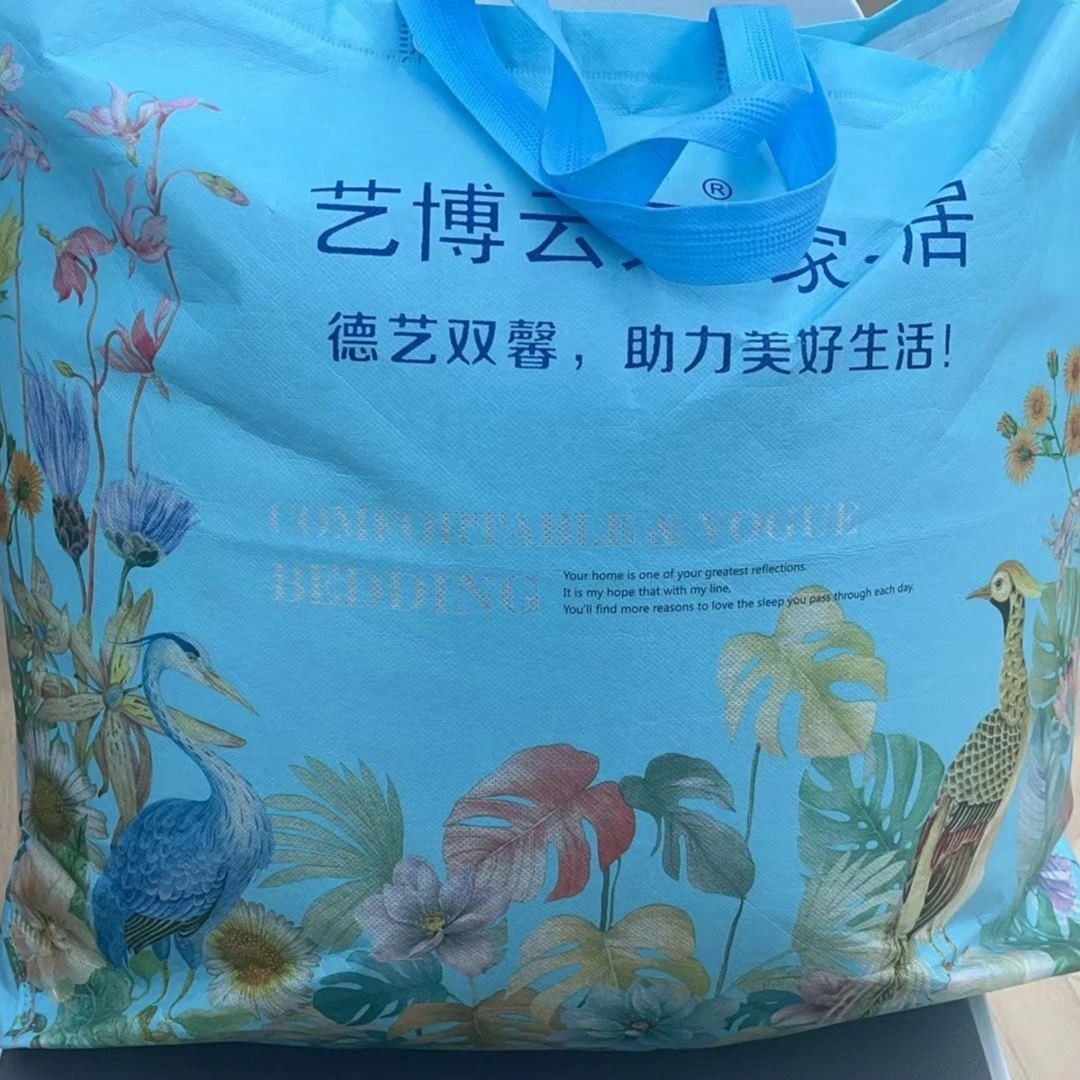 艺博云 ® 家 活
德艺双馨，助力美好生活！
COMFORTABLE & VOGUE
BEDDING
Your home is one of your greatest reflections.
It is my hope that with my line,
You'll find more reasons to love the sleep you pass through each day.